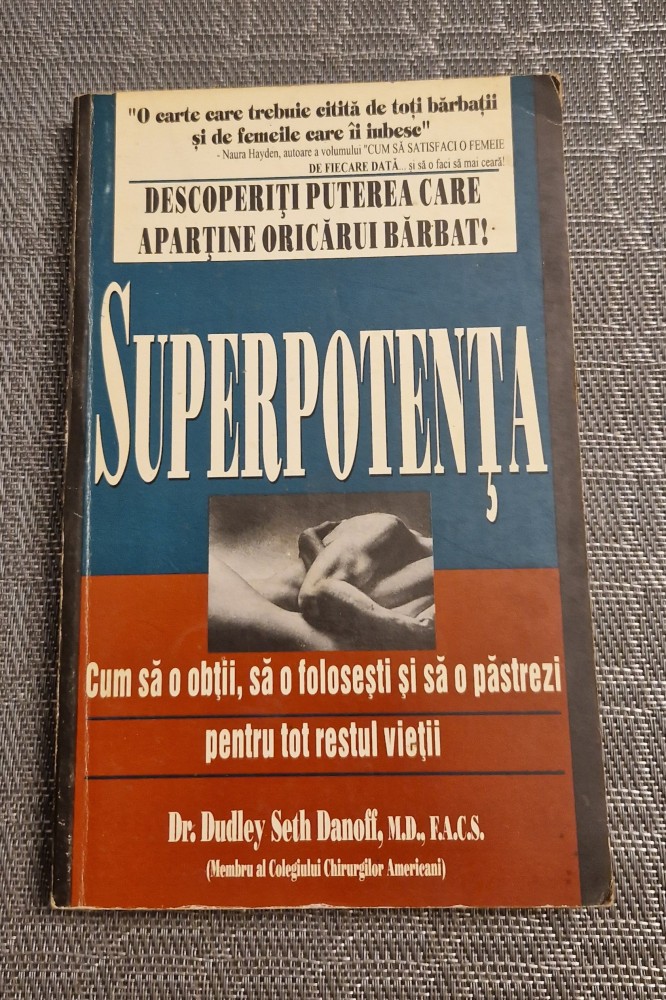 "O carte care trebuie citită de toți bărbații
și de femeile care îi iubesc"
- Naura Hayden, autoare a volumului "CUM SĂ SATISFACI O FEMEIE
DE FIECARE DATĂ...și să o faci să mai ceară!
DESCOPERIȚI PUTEREA CARE
APARȚINE ORICĂRUI BĂRBAT!
SUPERPOTENȚA
Cum să o obții, să o folosești și să o păstrezi
pentru tot restul vieții
Dr. Dudley Seth Danoff, M.D., F.A.C.S.
(Membru al Colegiului Chirurgilor Americani)